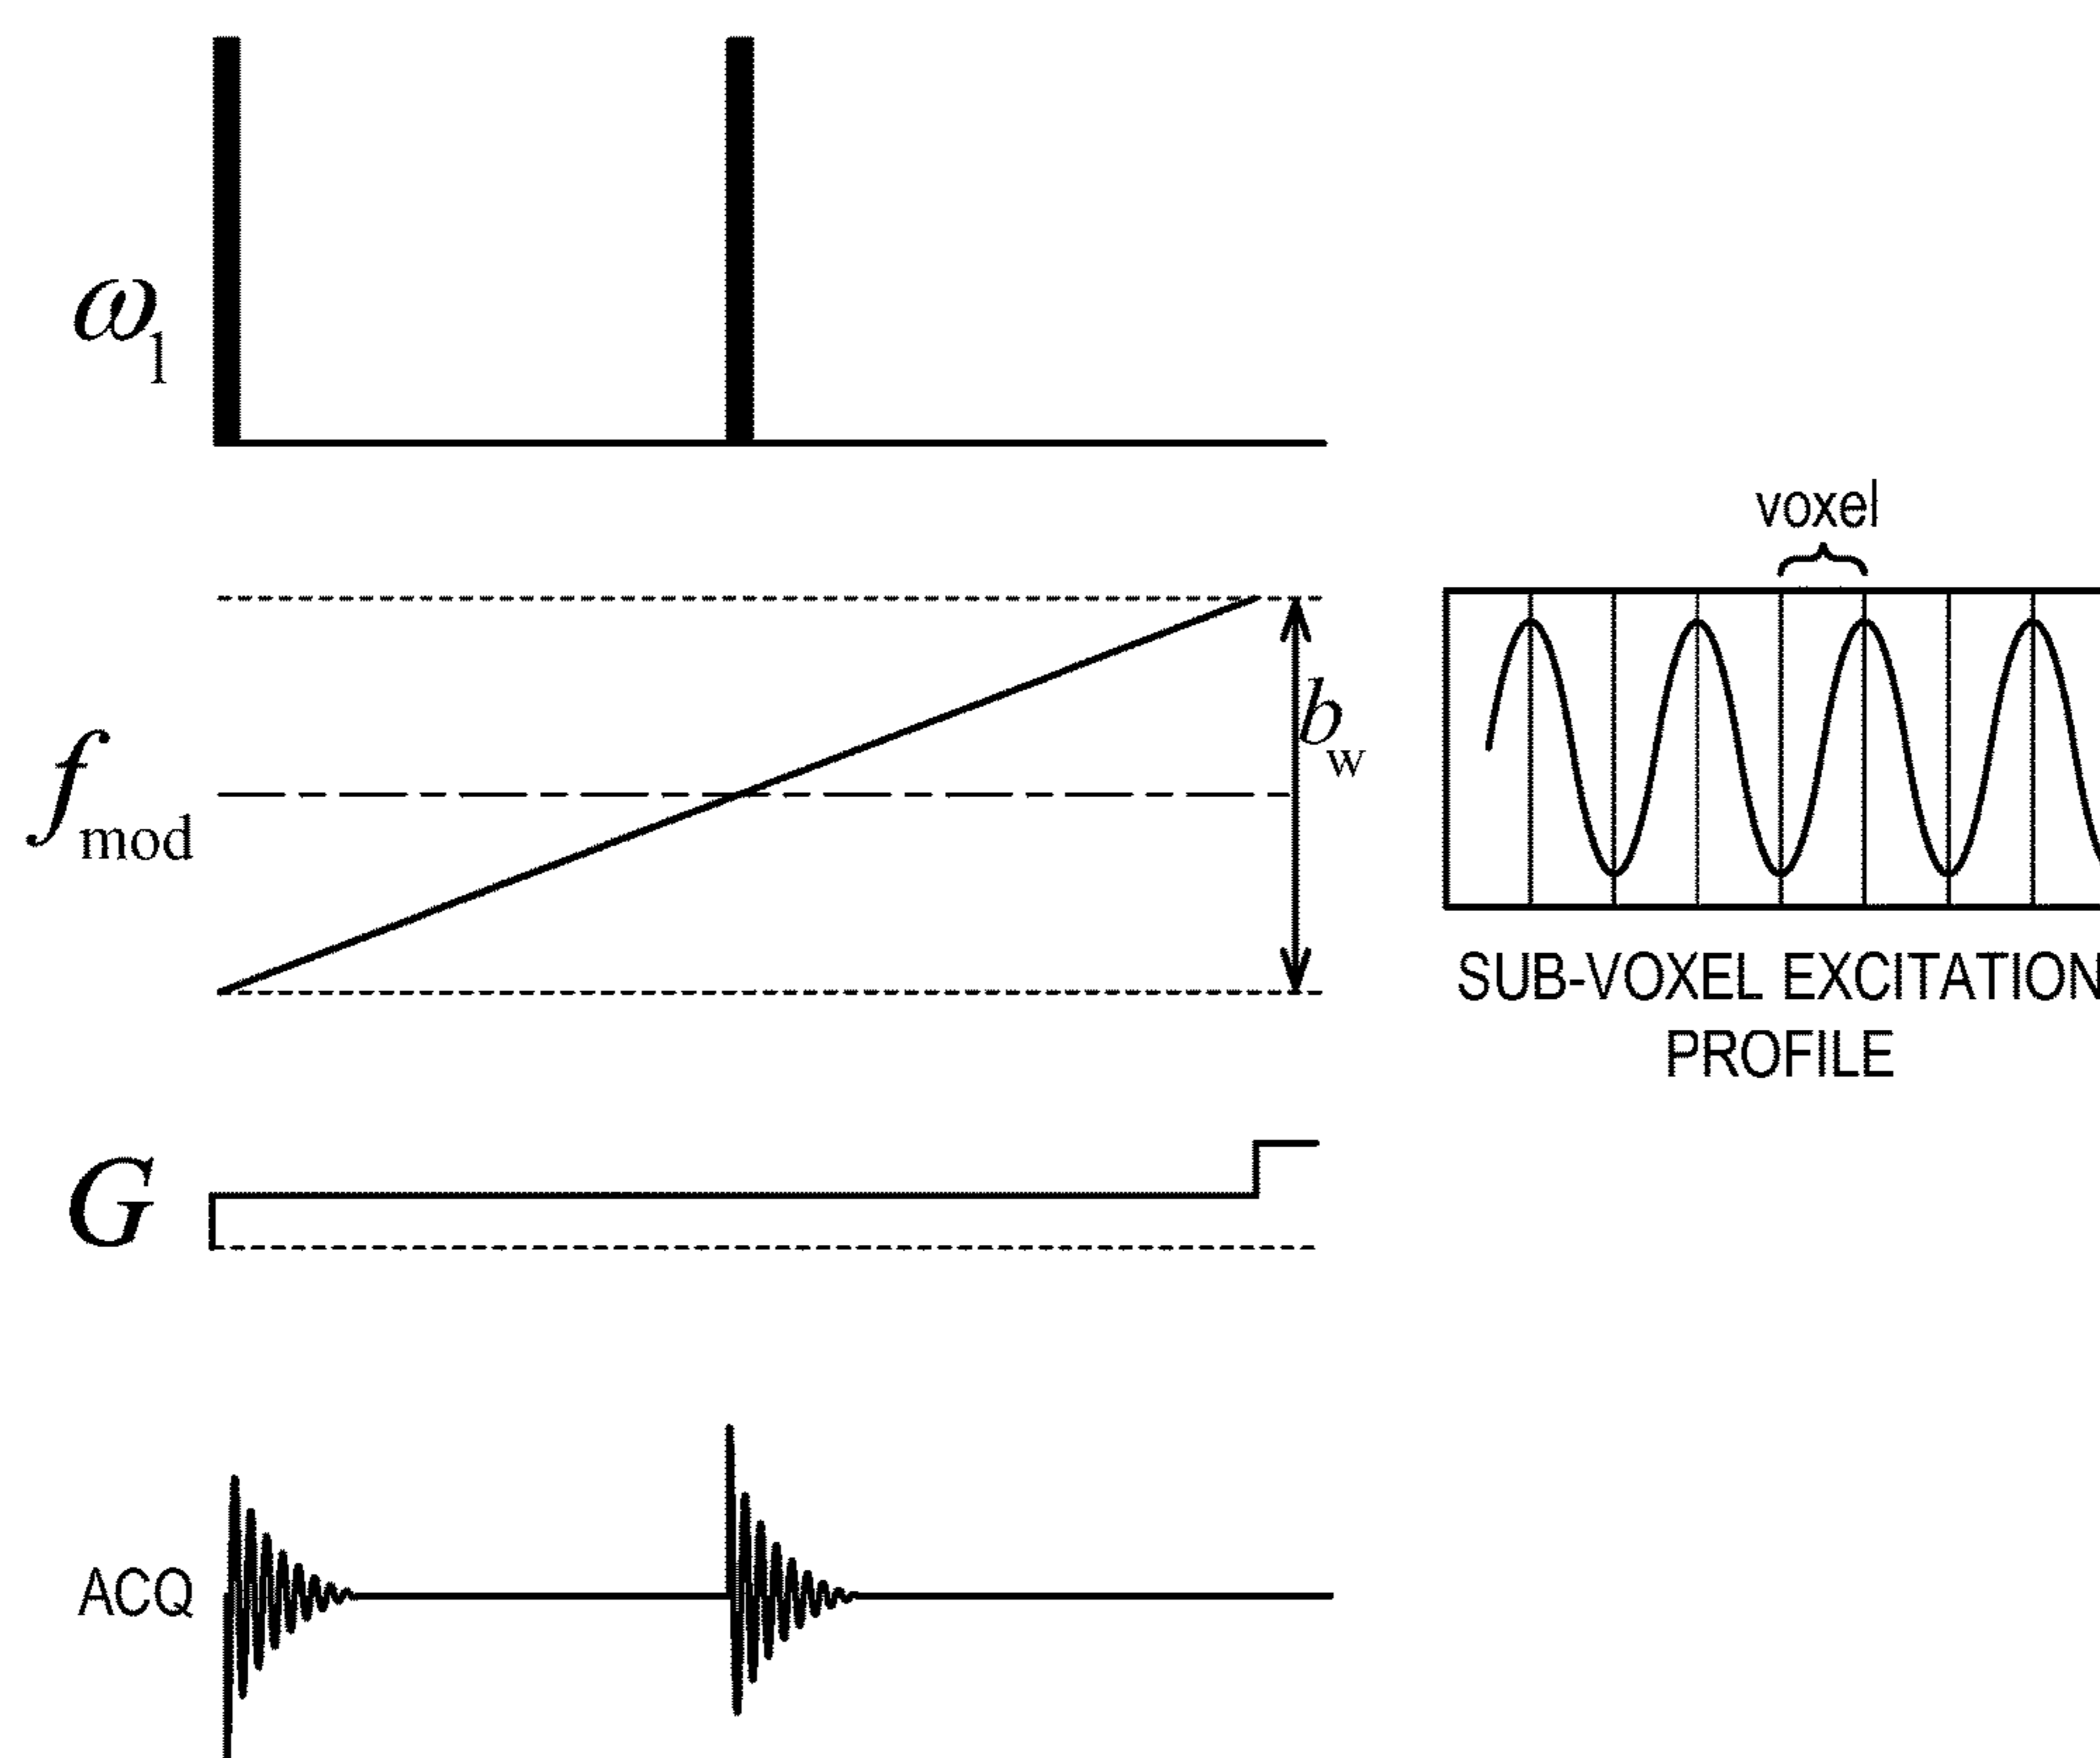 ω1
voxel
bw
fmod
SUB-VOXEL EXCITATION
PROFILE
G
ACQ